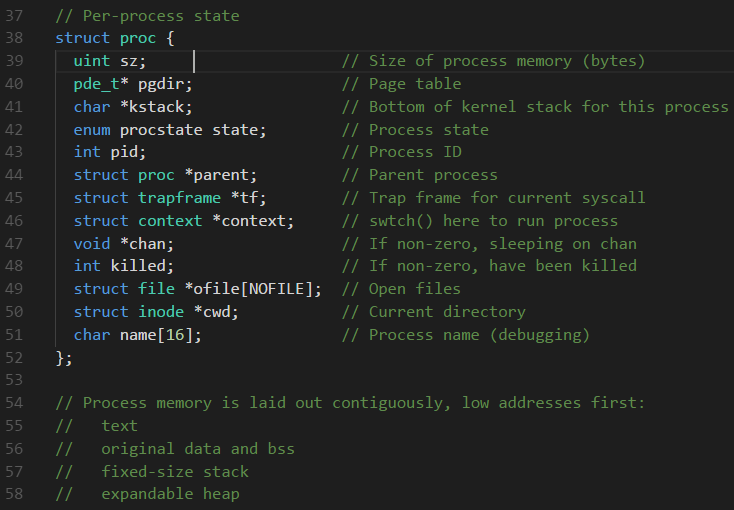 37 // Per-process state
38 struct proc {
39 uint sz; // Size of process memory (bytes)
40 pde_t* pgdir; // Page table
41 char *kstack; // Bottom of kernel stack for this process
42 enum procstate state; // Process state
43 int pid; // Process ID
44 struct proc *parent; // Parent process
45 struct trapframe *tf; // Trap frame for current syscall
46 struct context *context; // swtch() here to run process
47 void *chan; // If non-zero, sleeping on chan
48 int killed; // If non-zero, have been killed
49 struct file *ofile[NOFILE]; // Open files
50 struct inode *cwd; // Current directory
51 char name[16]; // Process name (debugging)
52 };
53
54 // Process memory is laid out contiguously, low addresses first:
55 // text
56 // original data and bss
57 // fixed-size stack
58 // expandable heap